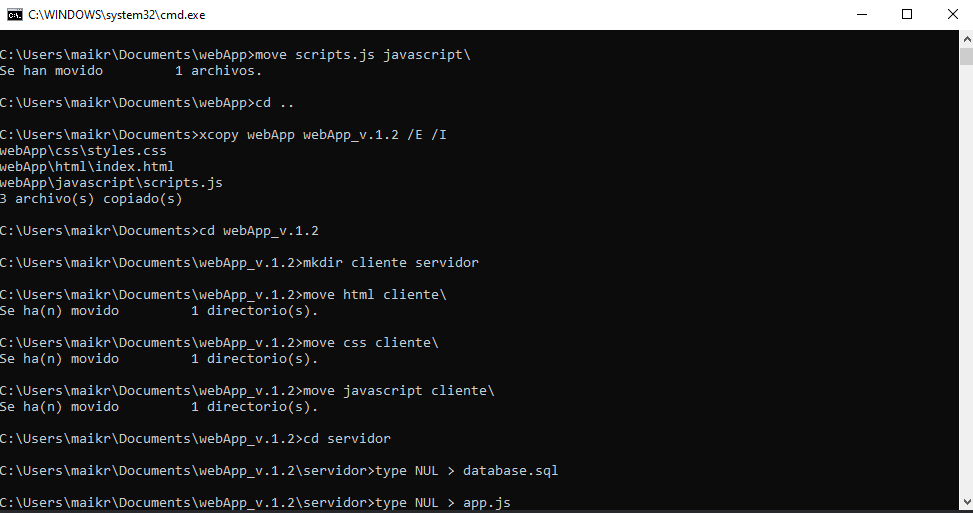 C:\WINDOWS\system32\cmd.exe
C:\Users\maikr\Documents\webApp>move scripts.js javascript\
Se han movido         1 archivos.
C:\Users\maikr\Documents\webApp>cd ..
C:\Users\maikr\Documents>xcopy webApp webApp_v.1.2 /E /I
webApp\css\styles.css
webApp\html\index.html
webApp\javascript\scripts.js
3 archivo(s) copiado(s)
C:\Users\maikr\Documents>cd webApp_v.1.2
C:\Users\maikr\Documents\webApp_v.1.2>mkdir cliente servidor
C:\Users\maikr\Documents\webApp_v.1.2>move html cliente\
Se ha(n) movido         1 directorio(s).
C:\Users\maikr\Documents\webApp_v.1.2>move css cliente\
Se ha(n) movido         1 directorio(s).
C:\Users\maikr\Documents\webApp_v.1.2>move javascript cliente\
Se ha(n) movido         1 directorio(s).
C:\Users\maikr\Documents\webApp_v.1.2>cd servidor
C:\Users\maikr\Documents\webApp_v.1.2\servidor>type NUL > database.sql
C:\Users\maikr\Documents\webApp_v.1.2\servidor>type NUL > app.js